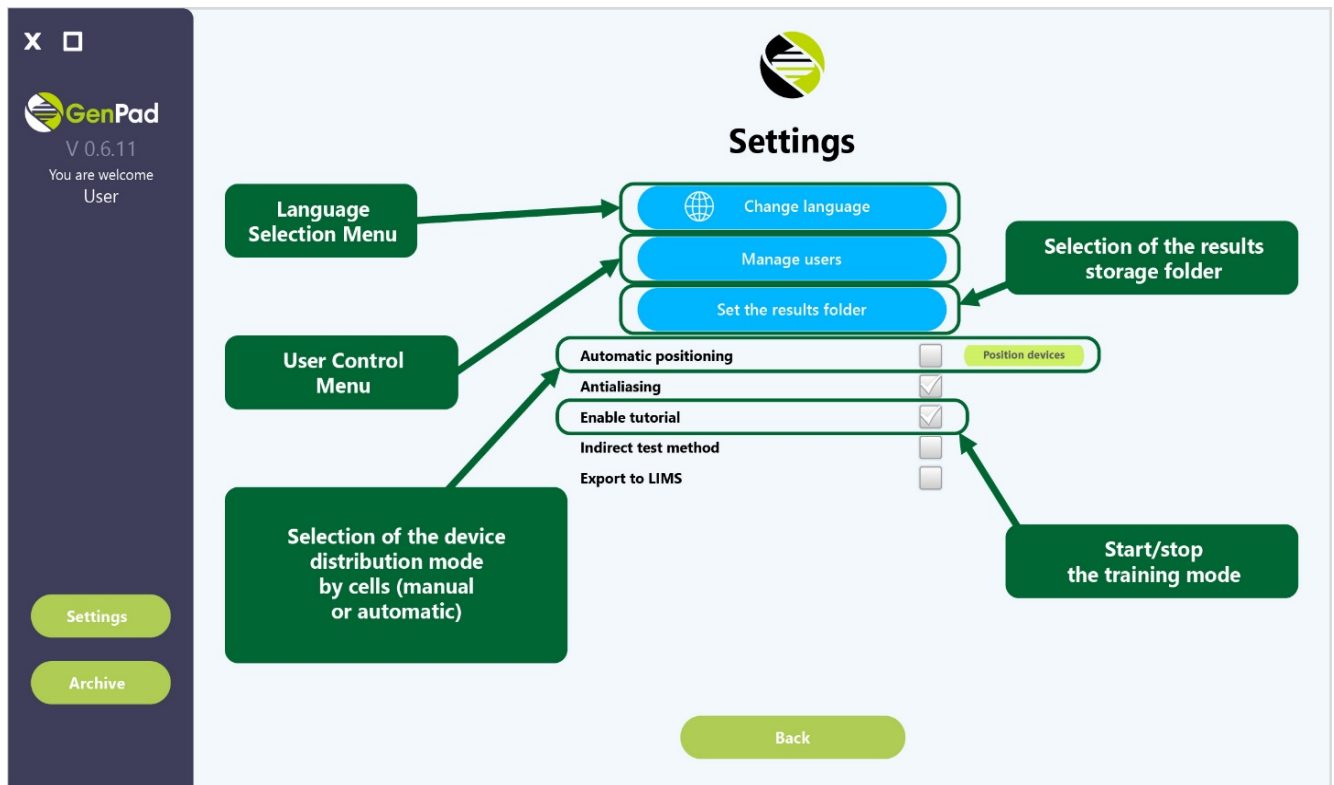 X
GenPad
V 0.6.11
You are welcome
User
Settings
Archive
Settings
Language
Selection Menu
Change language
Manage users
Set the results folder
Selection of the results
storage folder
User Control
Menu
Automatic positioning
Position devices
Antialiasing
Enable tutorial
Indirect test method
Export to LIMS
Selection of the device
distribution mode
by cells (manual
or automatic)
Start/stop
the training mode
Back